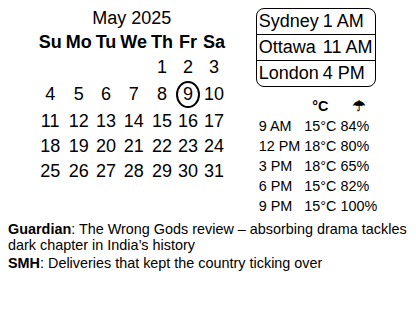 May 2025
Su Mo Tu We Th Fr Sa
1 2 3
4 5 6 7 8 9 10
11 12 13 14 15 16 17
18 19 20 21 22 23 24
25 26 27 28 29 30 31
Sydney 1 AM
Ottawa 11 AM
London 4 PM
°C ☂
9 AM 15°C 84%
12 PM 18°C 80%
3 PM 18°C 65%
6 PM 15°C 82%
9 PM 15°C 100%
Guardian: The Wrong Gods review – absorbing drama tackles
dark chapter in India’s history
SMH: Deliveries that kept the country ticking over